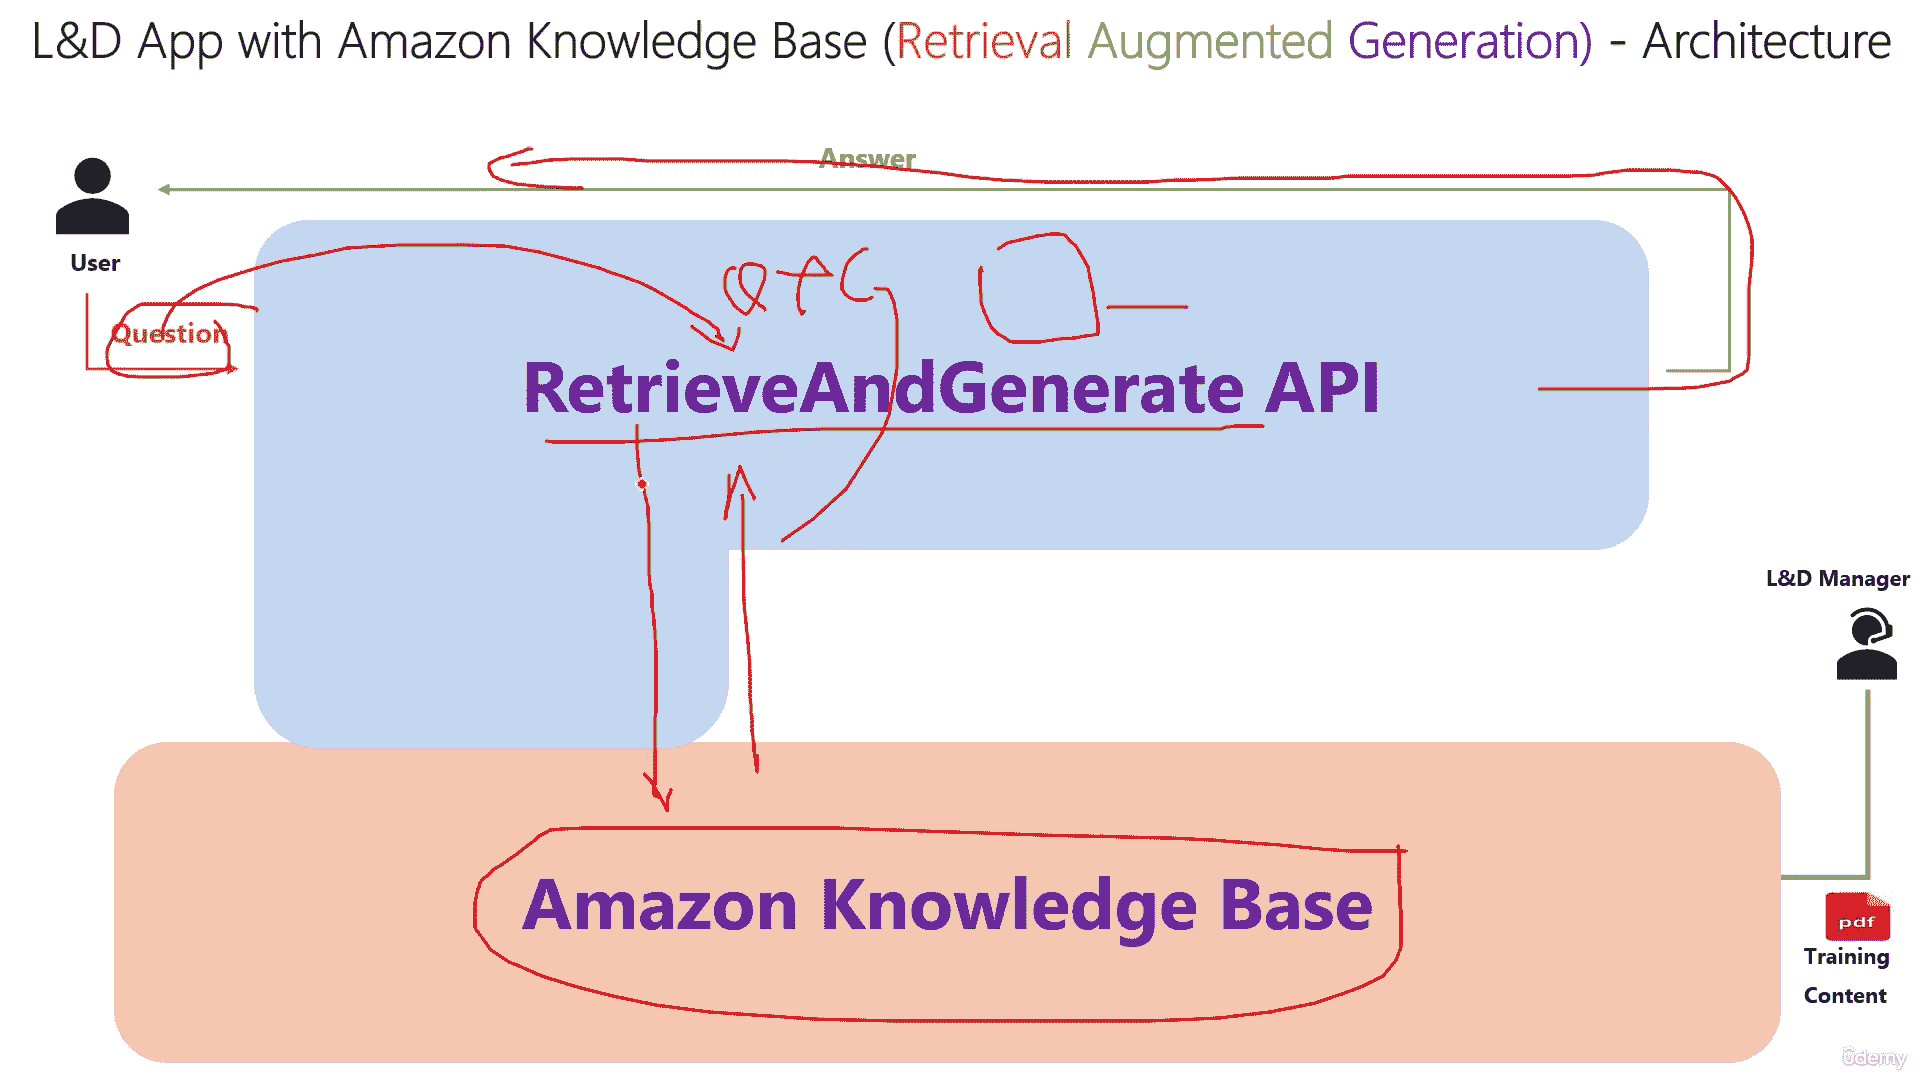 L&D App with Amazon Knowledge Base (Retrieval Augmented Generation) - Architecture
Answer
User
Question
Q+C
RetrieveAndGenerate API
L&D Manager
Amazon Knowledge Base
pdf
Training
Content
ûdemy